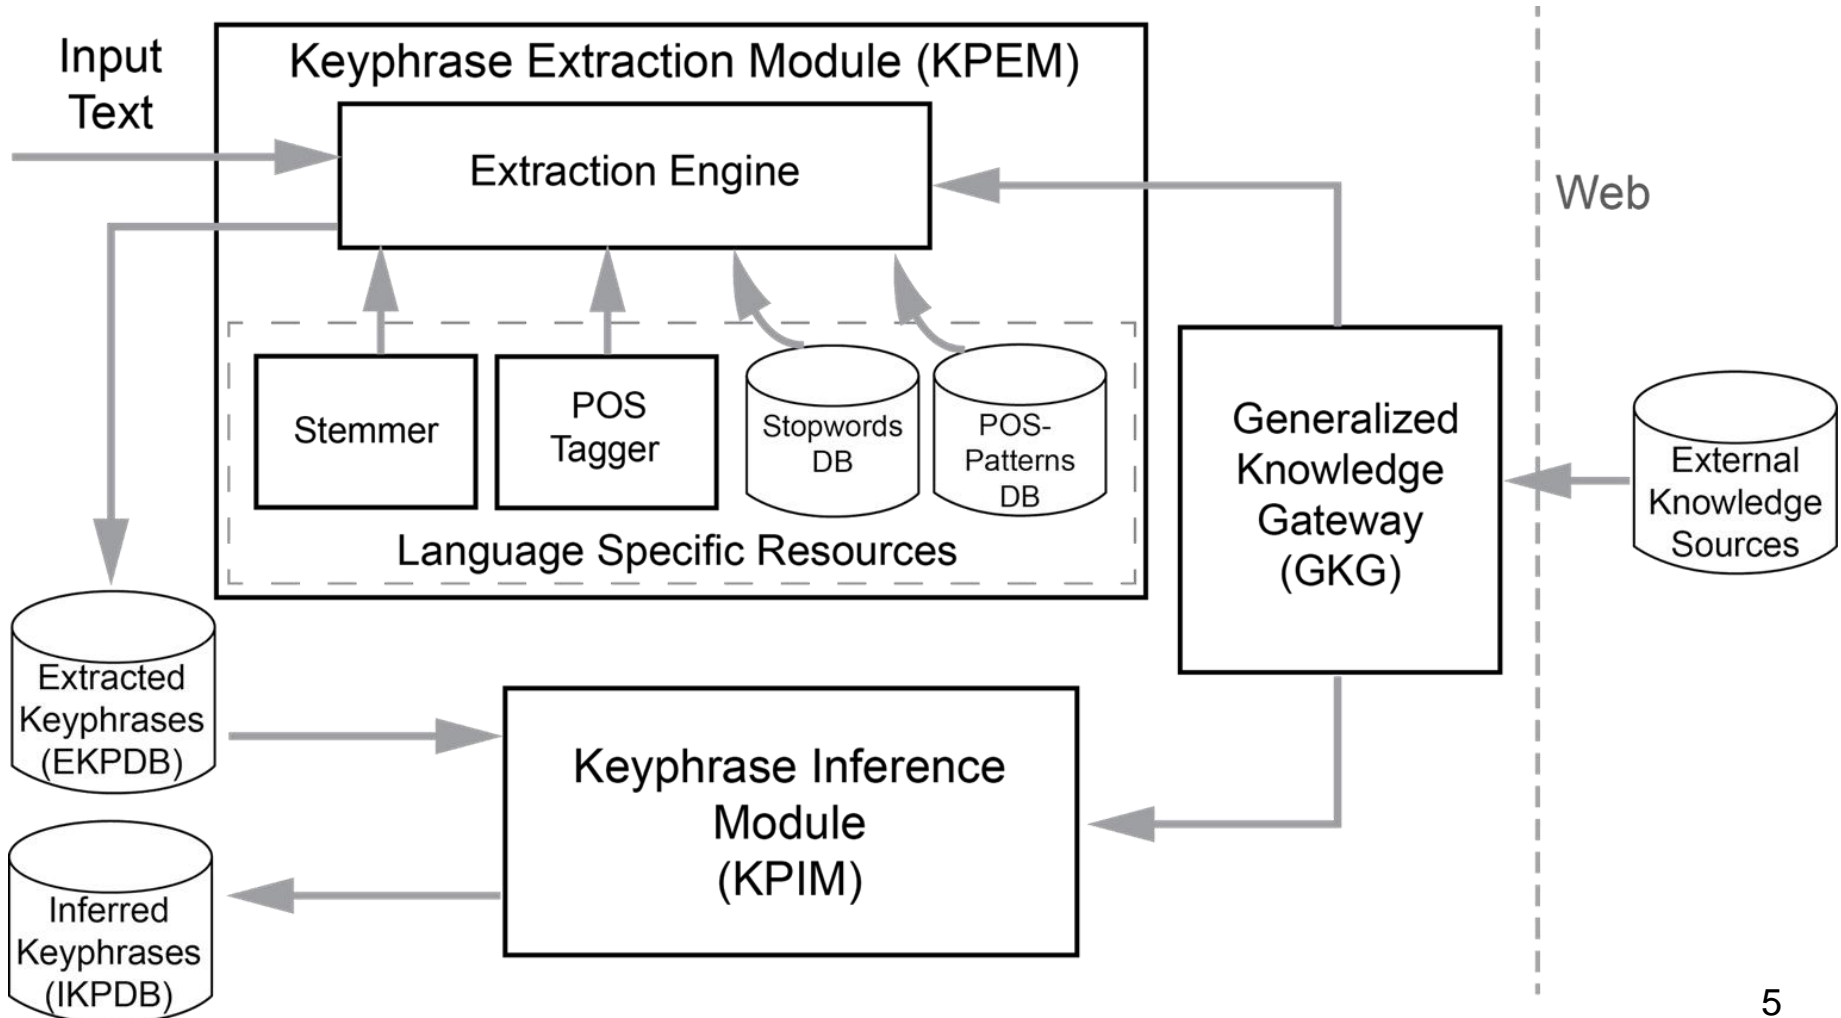 Input
Text
Keyphrase Extraction Module (KPEM)
Extraction Engine
Web
Stemmer
POS
Tagger
Stopwords
DB
POS-
Patterns
DB
Language Specific Resources
Generalized
Knowledge
Gateway
(GKG)
External
Knowledge
Sources
Extracted
Keyphrases
(EKPDB)
Keyphrase Inference
Module
(KPIM)
Inferred
Keyphrases
(IKPDB)
5